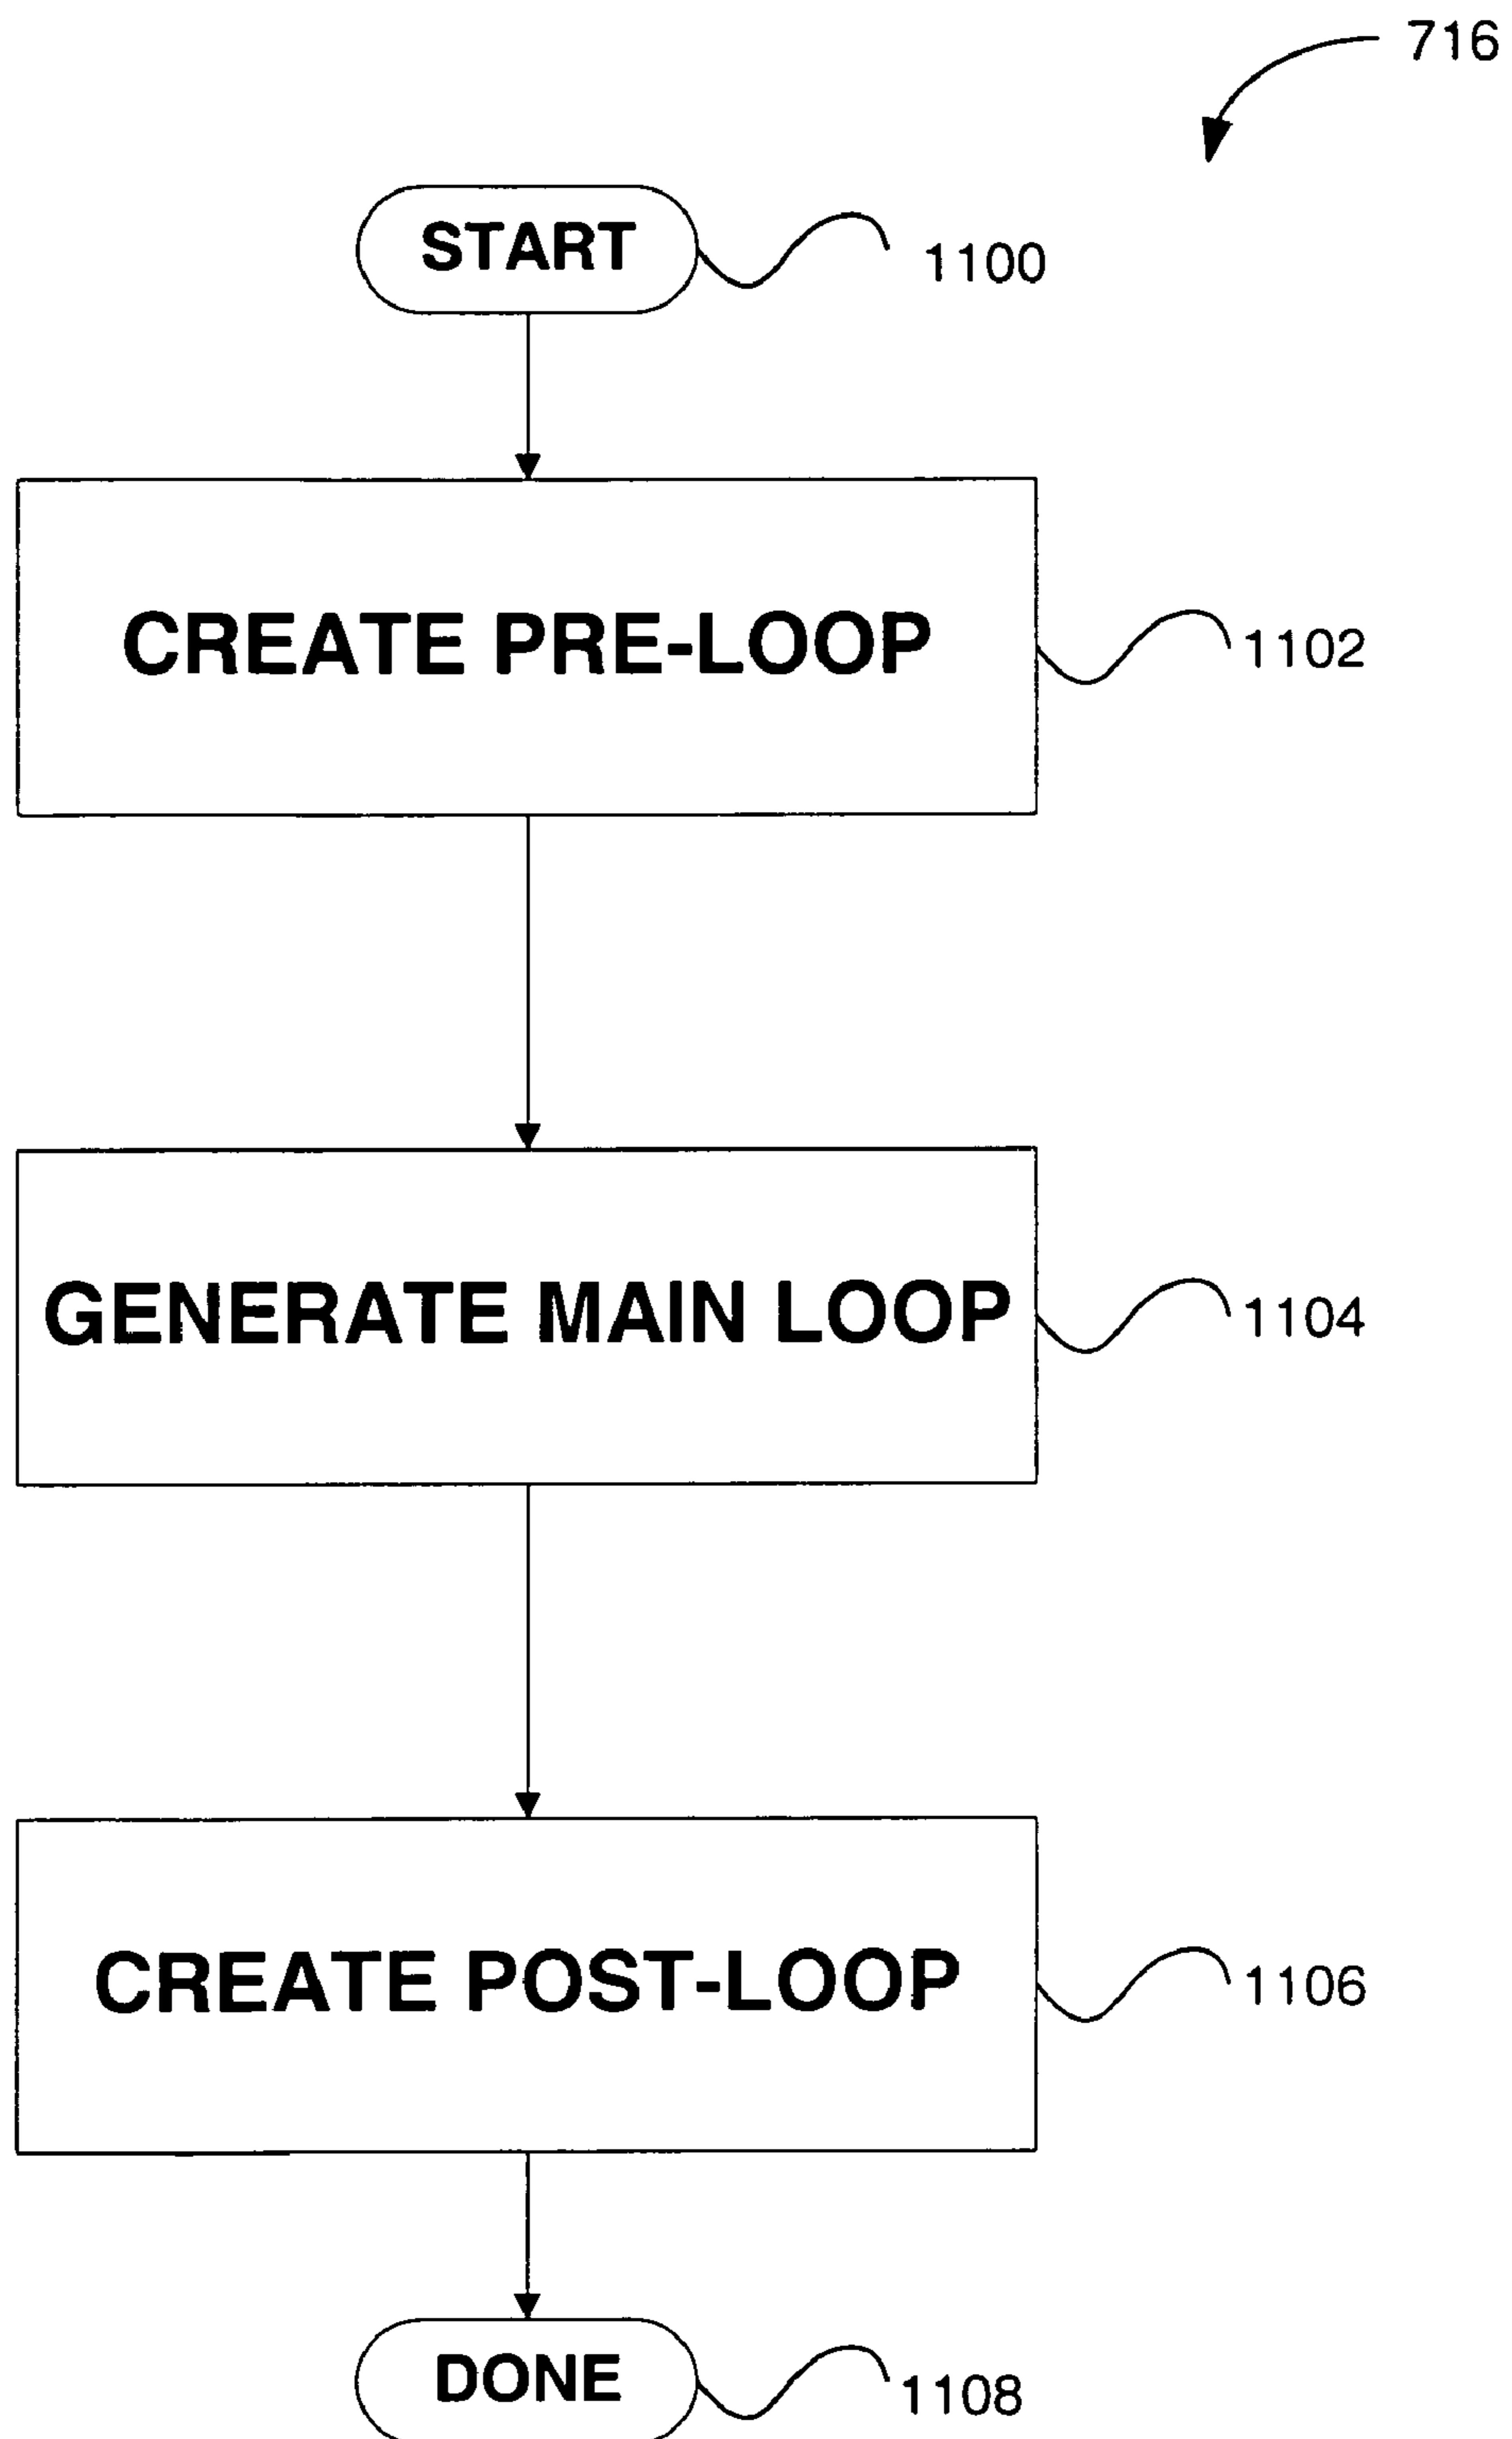 716
START
1100
CREATE PRE-LOOP
1102
GENERATE MAIN LOOP
1104
CREATE POST-LOOP
1106
DONE
1108